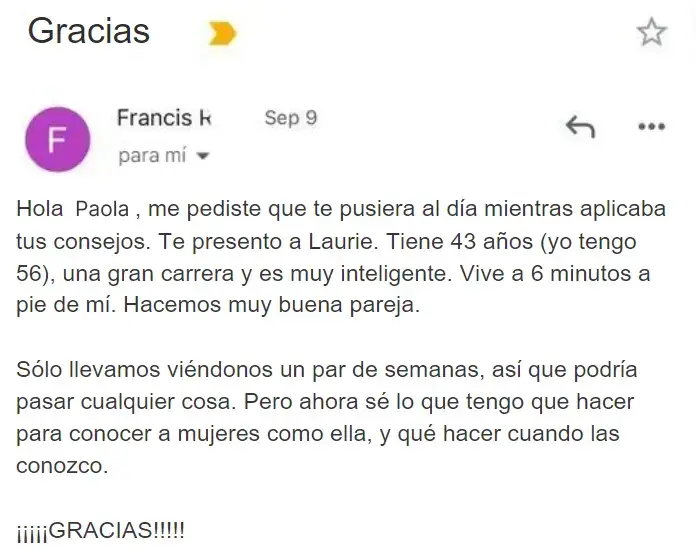 Gracias
F
Francis K
Sep 9
para mí
Hola Paola , me pediste que te pusiera al día mientras aplicaba
tus consejos. Te presento a Laurie. Tiene 43 años (yo tengo
56), una gran carrera y es muy inteligente. Vive a 6 minutos a
pie de mí. Hacemos muy buena pareja.
Sólo llevamos viéndonos un par de semanas, así que podría
pasar cualquier cosa. Pero ahora sé lo que tengo que hacer
para conocer a mujeres como ella, y qué hacer cuando las
conozco.
¡¡¡¡¡GRACIAS!!!!!